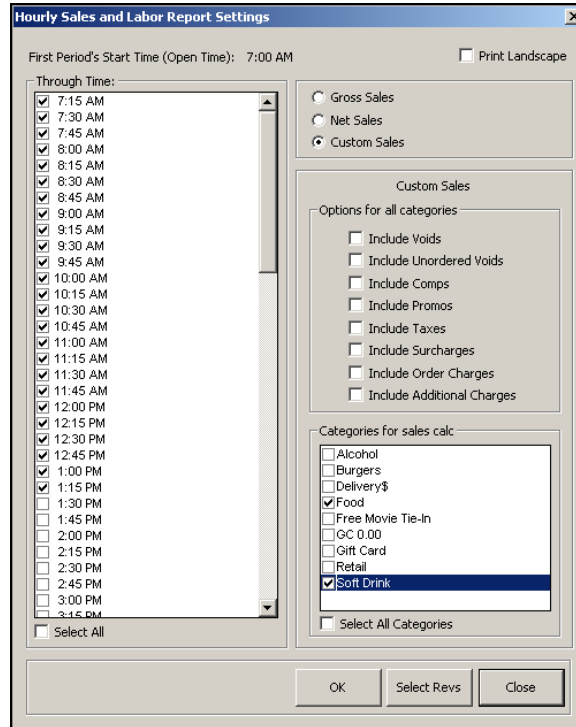 Hourly Sales and Labor Report Settings
First Period's Start Time (Open Time): 7:00 AM
Print Landscape
Through Time:
7:15 AM
7:30 AM
7:45 AM
8:00 AM
8:15 AM
8:30 AM
8:45 AM
9:00 AM
9:15 AM
9:30 AM
9:45 AM
10:00 AM
10:15 AM
10:30 AM
10:45 AM
11:00 AM
11:15 AM
11:30 AM
11:45 AM
12:00 PM
12:15 PM
12:30 PM
12:45 PM
1:00 PM
1:15 PM
1:30 PM
1:45 PM
2:00 PM
2:15 PM
2:30 PM
2:45 PM
3:00 PM
3:15 PM
Select All
Gross Sales
Net Sales
Custom Sales
Custom Sales
Options for all categories
Include Voids
Include Unordered Voids
Include Comps
Include Promos
Include Taxes
Include Surcharges
Include Order Charges
Include Additional Charges
Categories for sales calc
Alcohol
Burgers
Delivery$
Food
Free Movie Tie-In
GC 0.00
Gift Card
Retail
Soft Drink
Select All Categories
OK
Select Revs
Close